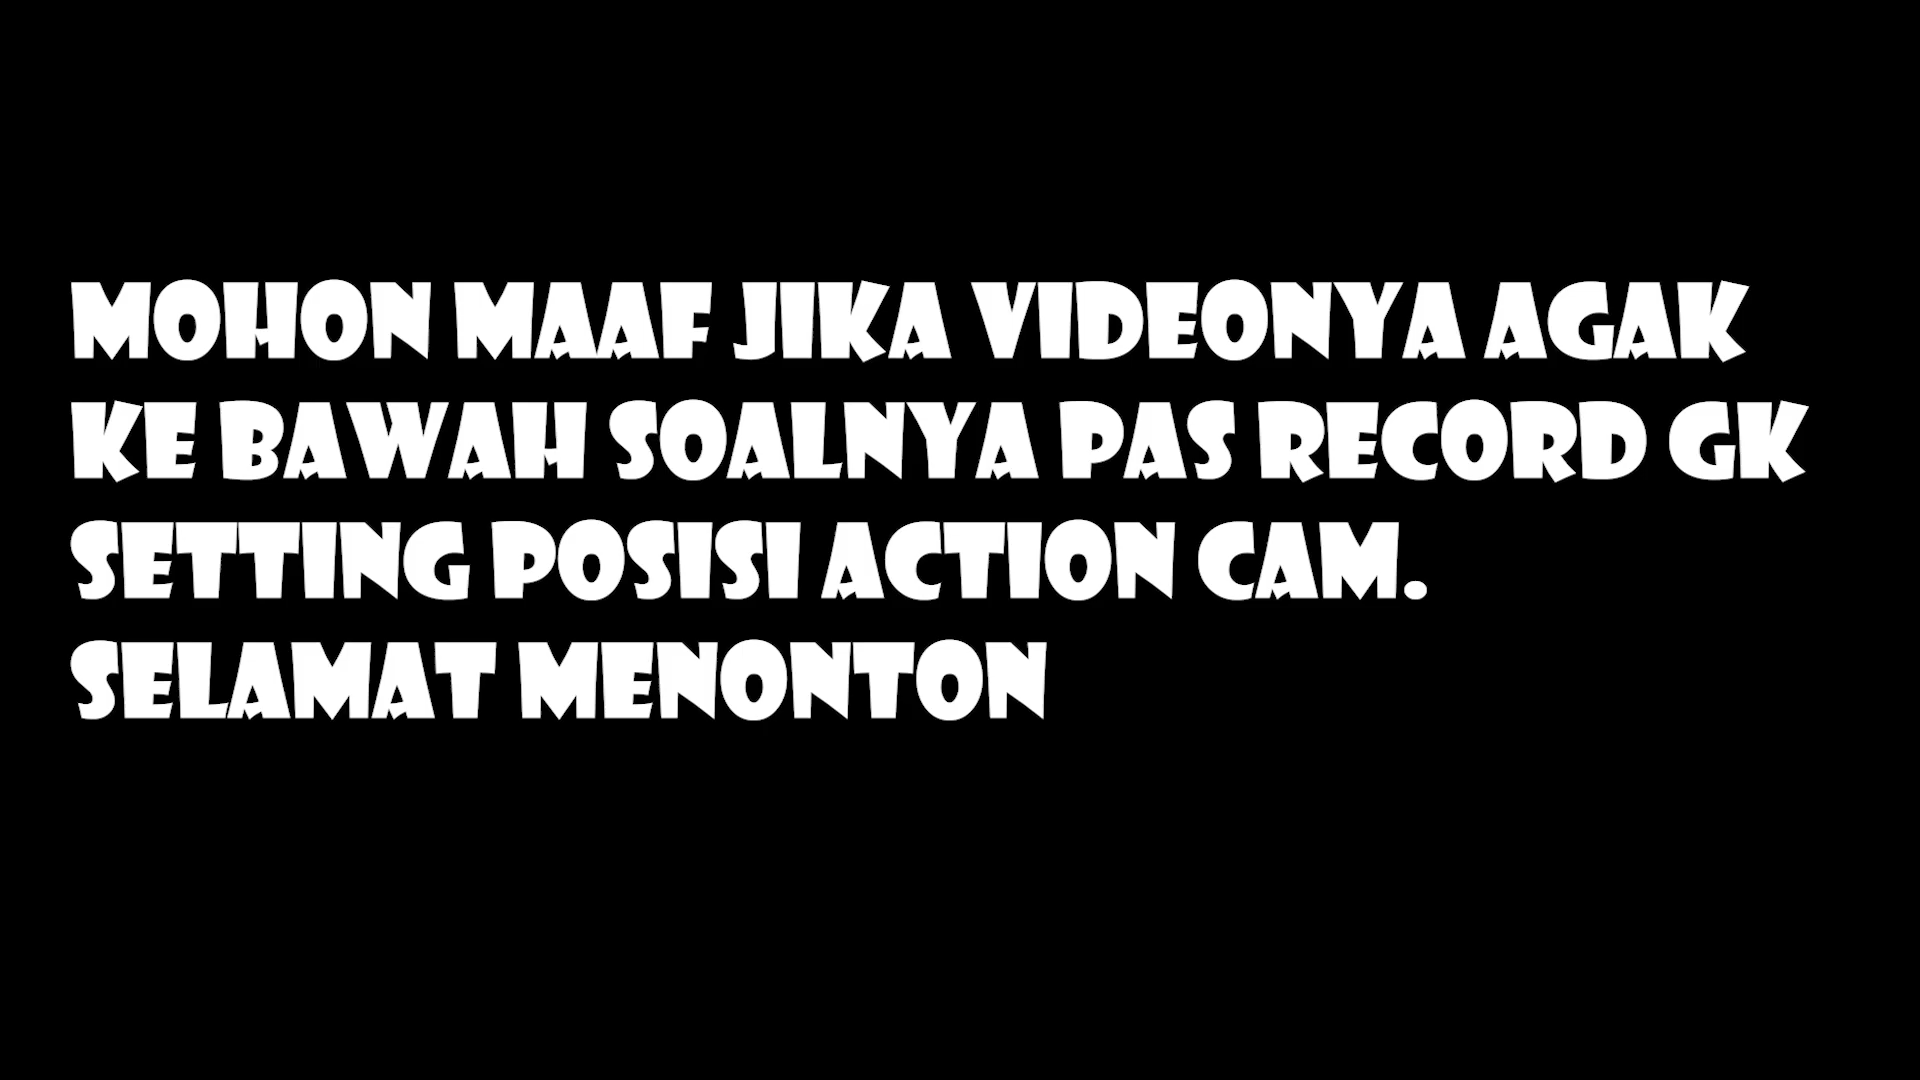 MOHON MAAF JIKA VIDEONYA AGAK
KE BAWAH SOALNYA PAS RECORD GK
SETTING POSISI ACTION CAM.
SELAMAT MENONTON